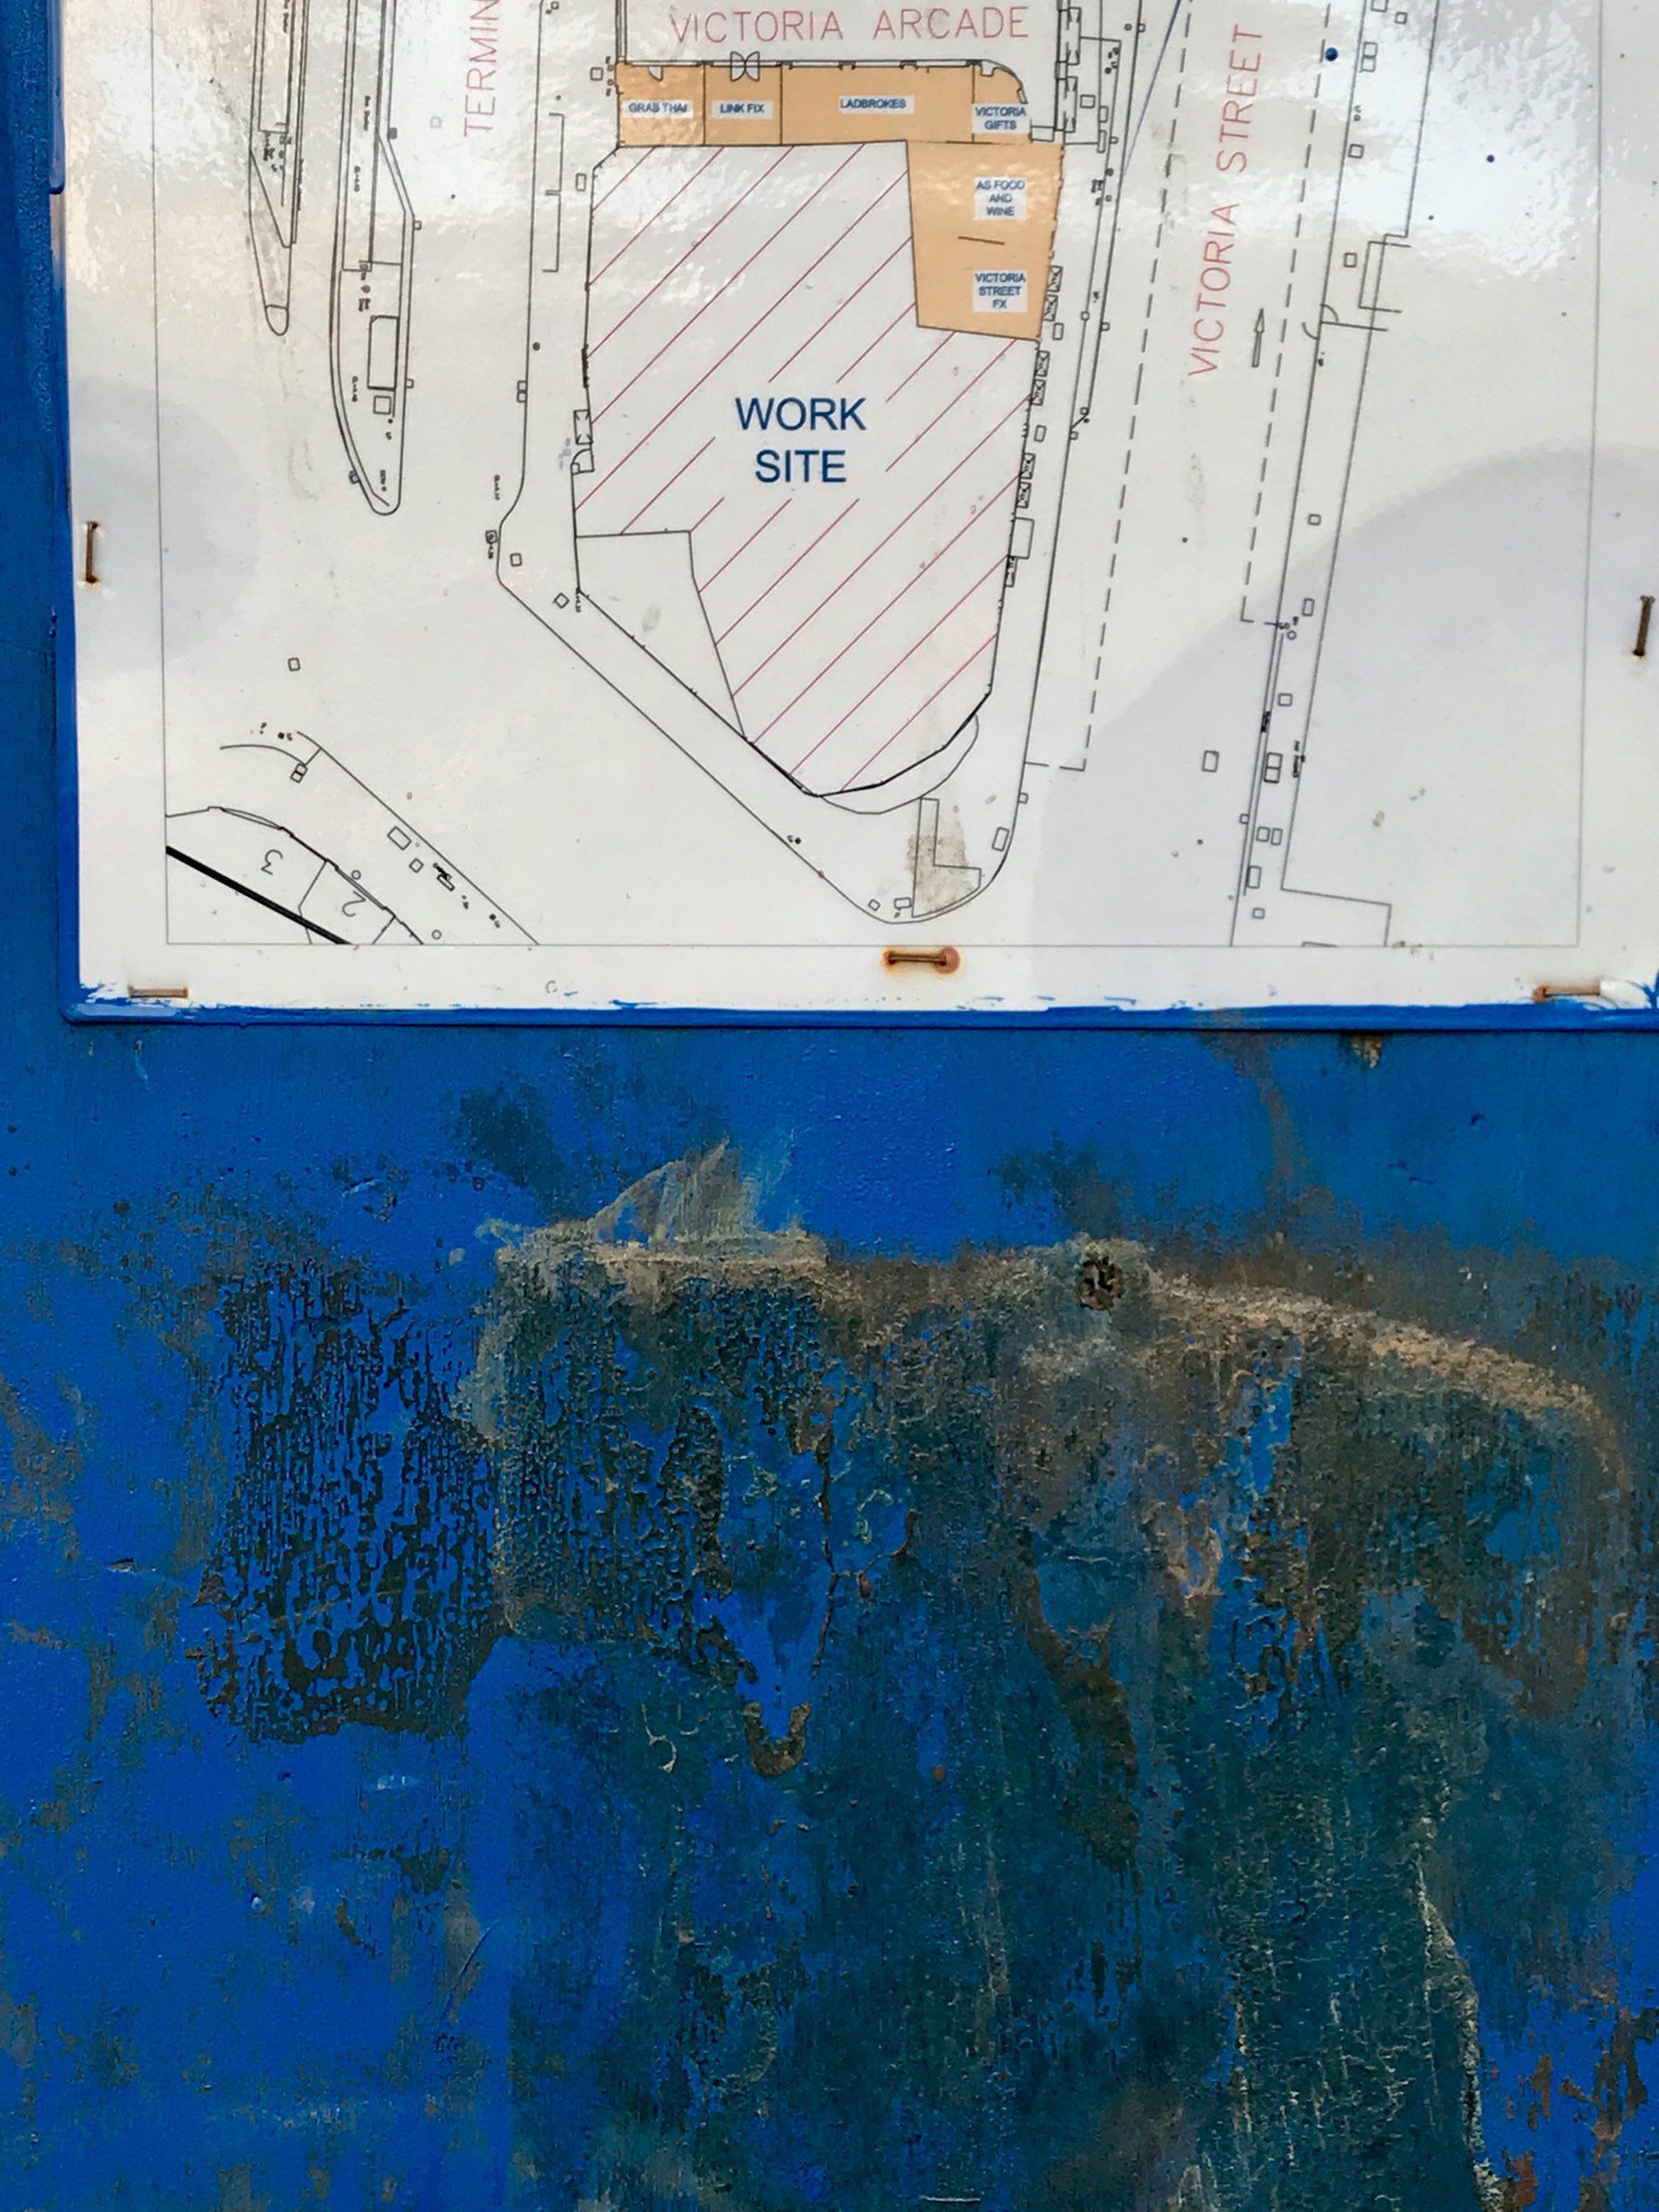 VICTORIA ARCADE
TERMIN
VICTORIA STREET
GRAB THAI
LINK FIX
LADBROKES
VICTORIA
GIFTS
AS FOOD
AND
WINE
VICTORIA
STREET
FX
WORK
SITE
3
2